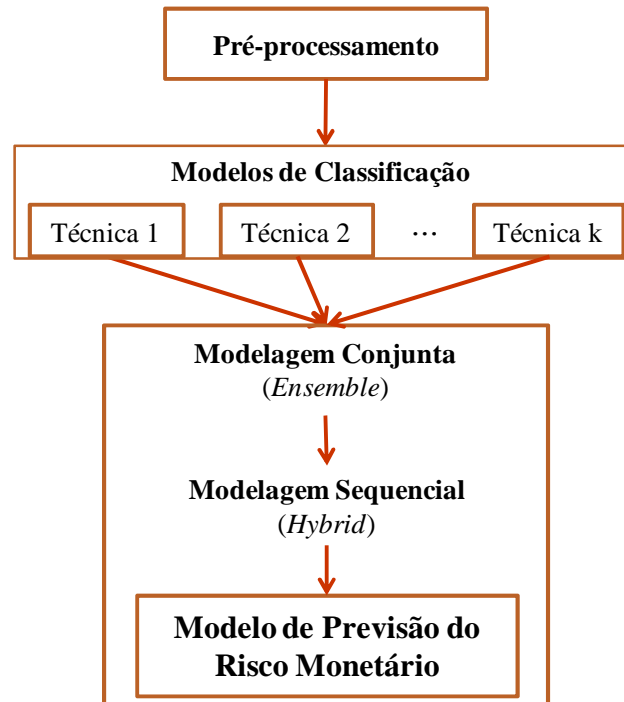 Pré-processamento
Modelos de Classificação
Técnica 1 Técnica 2 ... Técnica k
Modelagem Conjunta
(Ensemble)
Modelagem Sequencial
(Hybrid)
Modelo de Previsão do
Risco Monetário